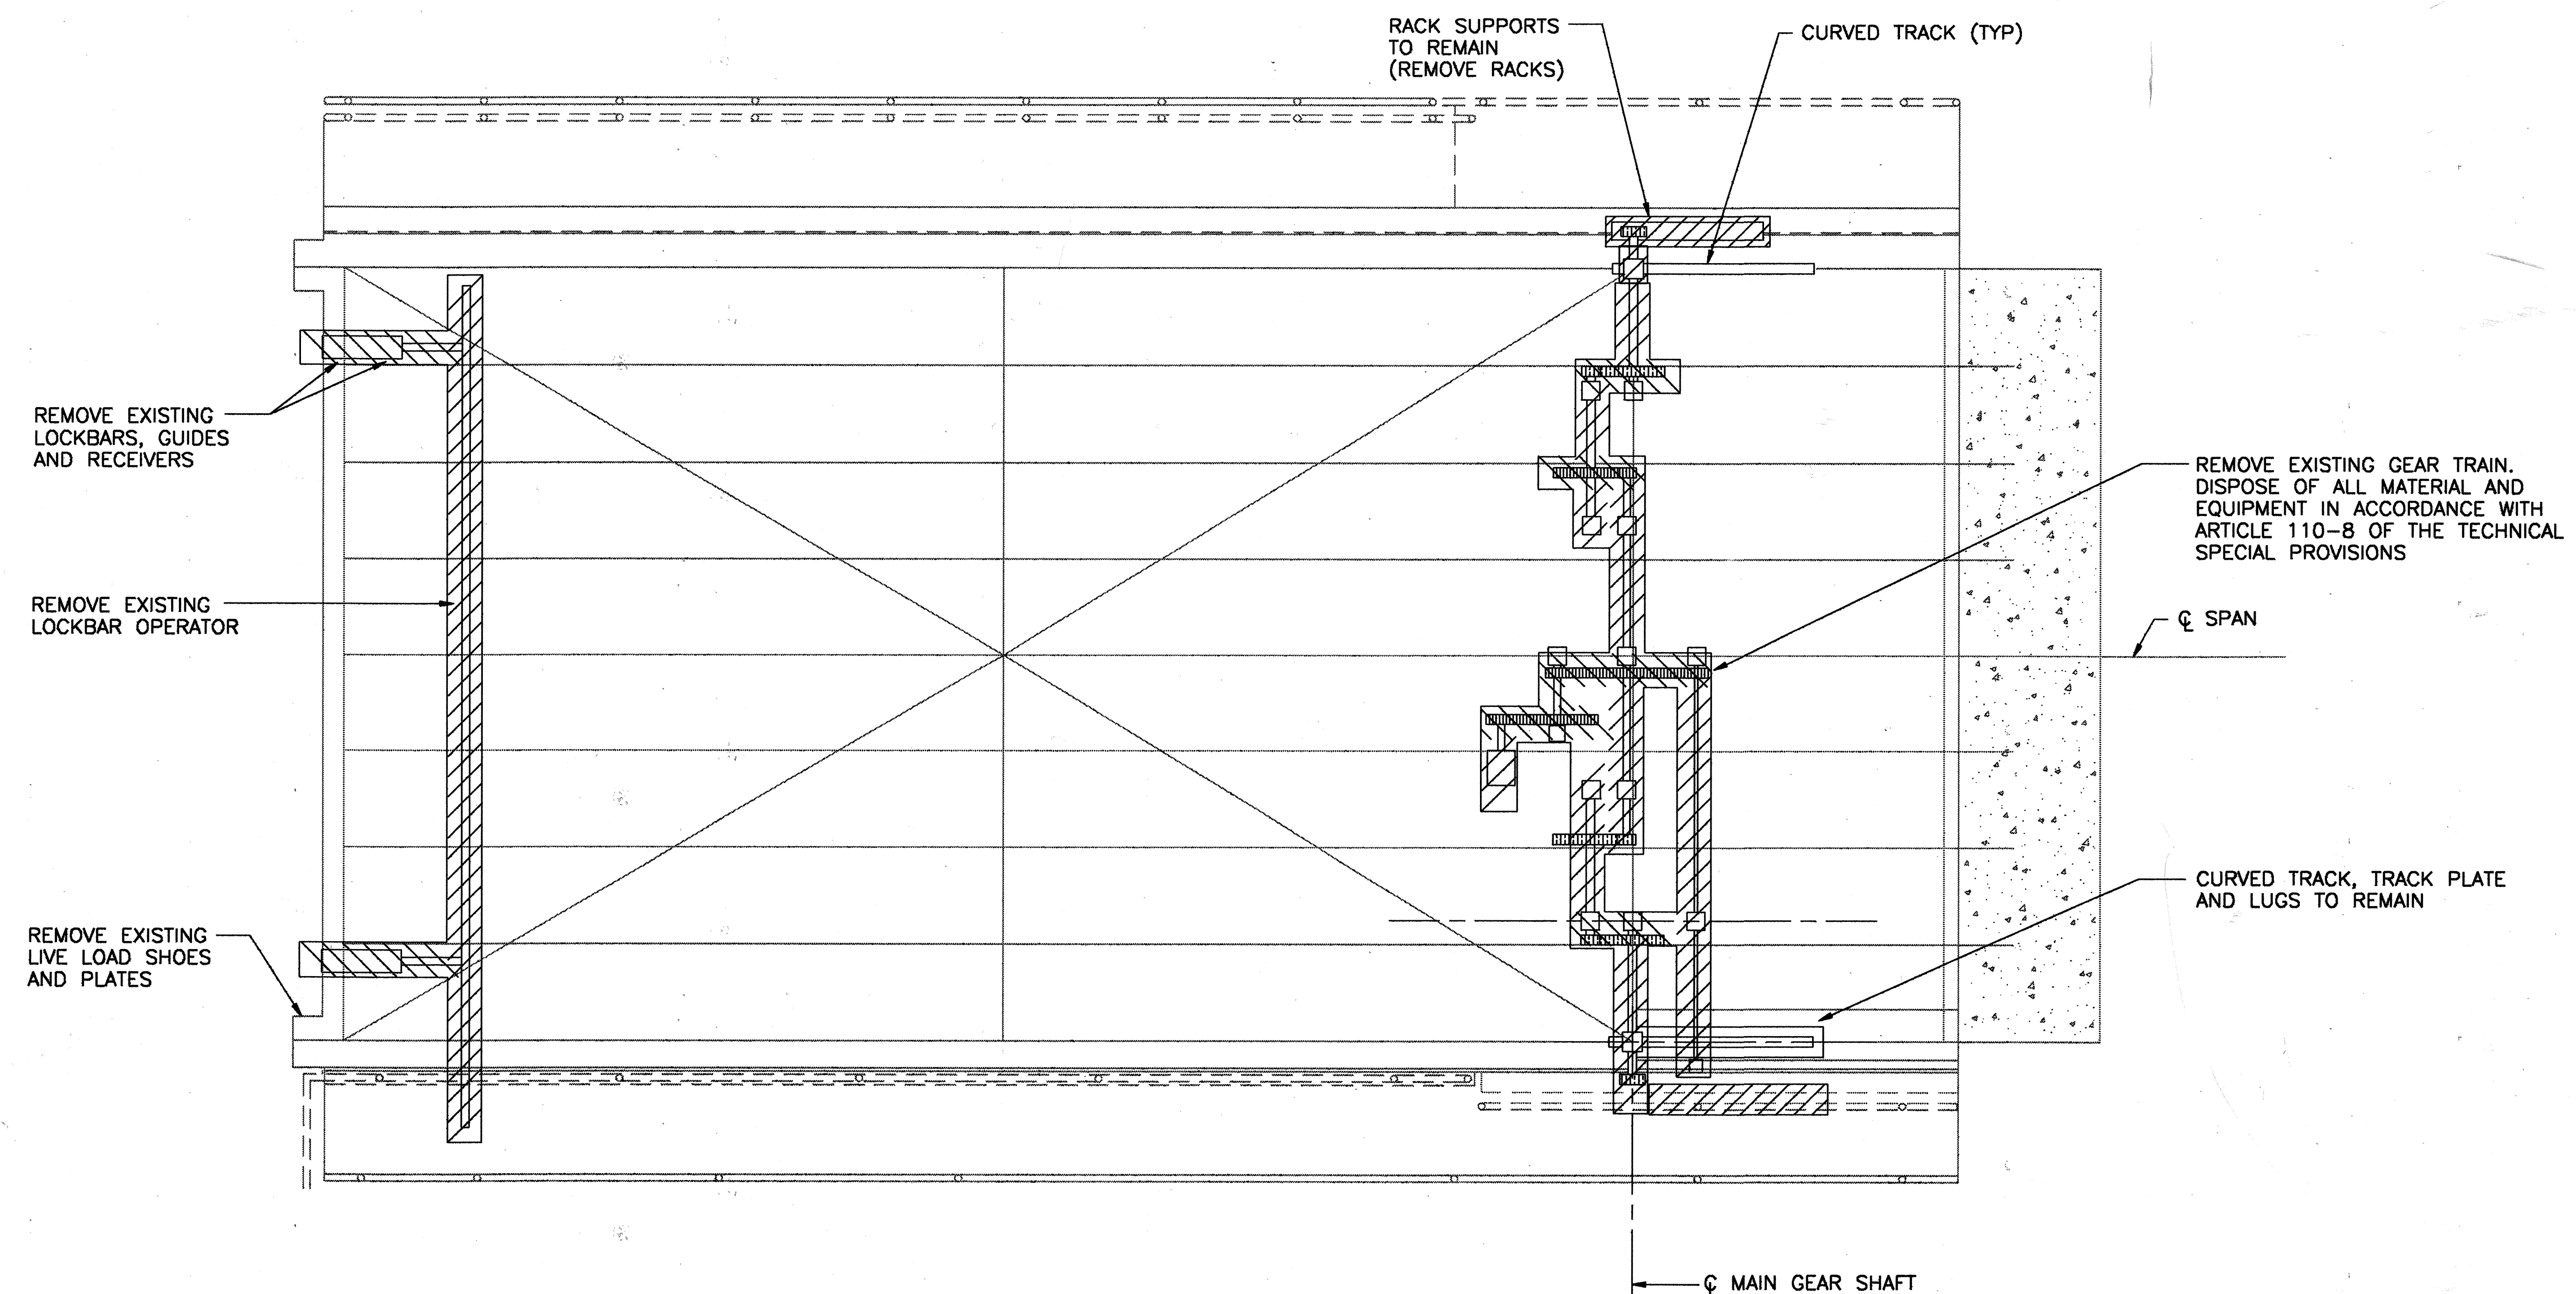 RACK SUPPORTS
TO REMAIN
(REMOVE RACKS)
CURVED TRACK (TYP)
REMOVE EXISTING
LOCKBARS, GUIDES
AND RECEIVERS
REMOVE EXISTING GEAR TRAIN.
DISPOSE OF ALL MATERIAL AND
EQUIPMENT IN ACCORDANCE WITH
ARTICLE 110-8 OF THE TECHNICAL
SPECIAL PROVISIONS
REMOVE EXISTING
LOCKBAR OPERATOR
℄ SPAN
CURVED TRACK, TRACK PLATE
AND LUGS TO REMAIN
REMOVE EXISTING
LIVE LOAD SHOES
AND PLATES
℄ MAIN GEAR SHAFT